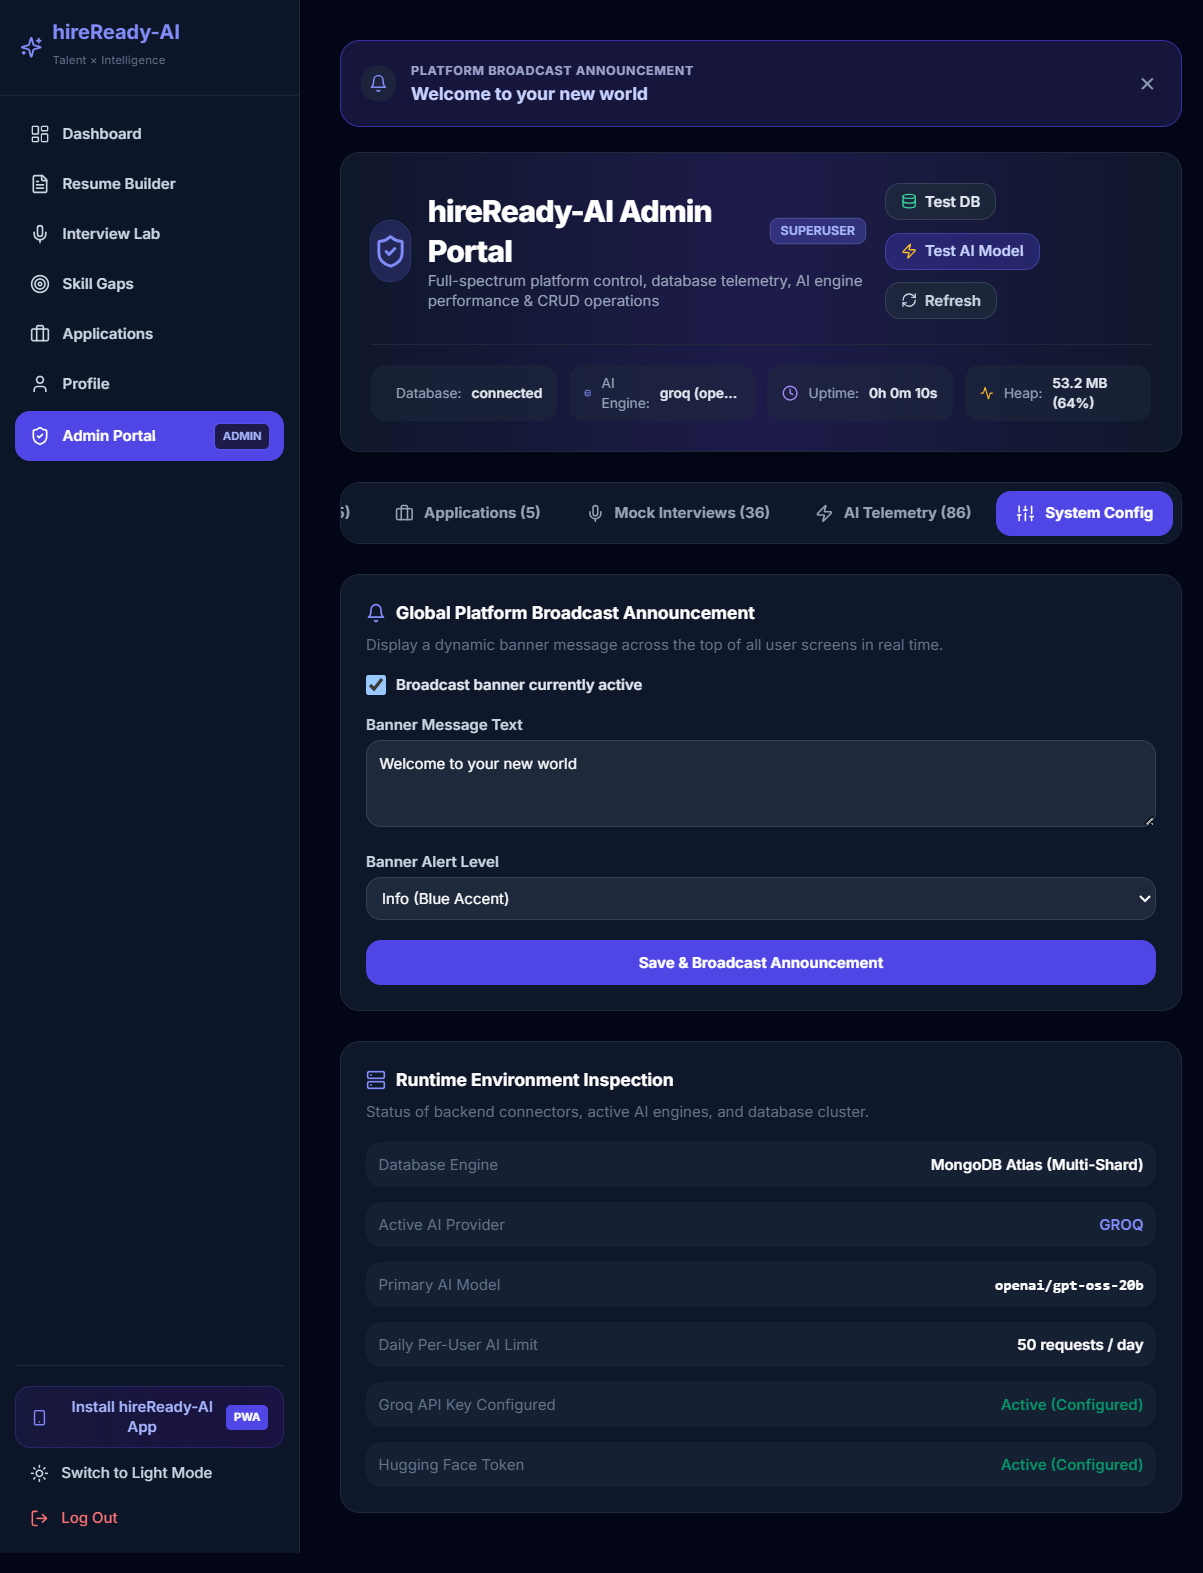 hireReady-AI
Talent × Intelligence
Dashboard
Resume Builder
Interview Lab
Skill Gaps
Applications
Profile
Admin Portal ADMIN
Install hireReady-AI
App
PWA
Switch to Light Mode
Log Out
PLATFORM BROADCAST ANNOUNCEMENT
Welcome to your new world
hireReady-AI Admin
Portal
SUPERUSER
Full-spectrum platform control, database telemetry, AI engine
performance & CRUD operations
Test DB
Test AI Model
Refresh
Database: connected
AI
Engine: groq (ope...
Uptime: 0h 0m 10s
Heap: 53.2 MB
(64%)
5)
Applications (5)
Mock Interviews (36)
AI Telemetry (86)
System Config
Global Platform Broadcast Announcement
Display a dynamic banner message across the top of all user screens in real time.
Broadcast banner currently active
Banner Message Text
Welcome to your new world
Banner Alert Level
Info (Blue Accent)
Save & Broadcast Announcement
Runtime Environment Inspection
Status of backend connectors, active AI engines, and database cluster.
Database Engine MongoDB Atlas (Multi-Shard)
Active AI Provider GROQ
Primary AI Model openai/gpt-oss-20b
Daily Per-User AI Limit 50 requests / day
Groq API Key Configured Active (Configured)
Hugging Face Token Active (Configured)